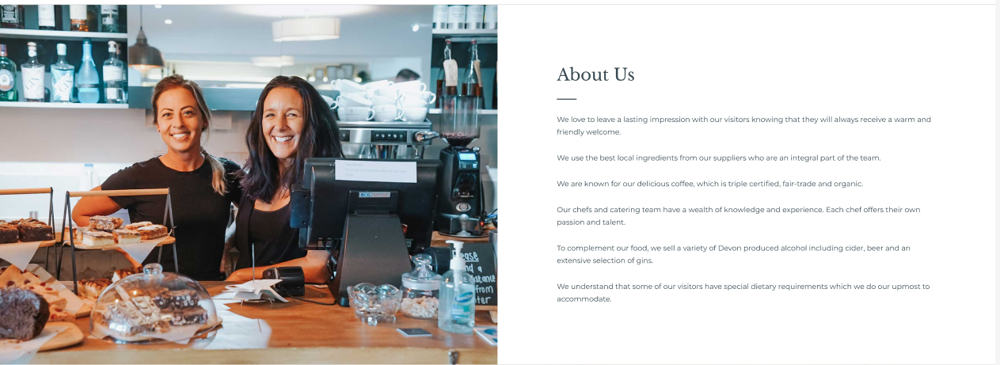 About Us
We love to leave a lasting impression with our visitors knowing that they will always receive a warm and
friendly welcome.
We use the best local ingredients from our suppliers who are an integral part of the team.
We are known for our delicious coffee, which is triple certified, fair-trade and organic.
Our chefs and catering team have a wealth of knowledge and experience. Each chef offers their own
passion and talent.
To complement our food, we sell a variety of Devon produced alcohol including cider, beer and an
extensive selection of gins.
We understand that some of our visitors have special dietary requirements which we do our upmost to
accommodate.
Please